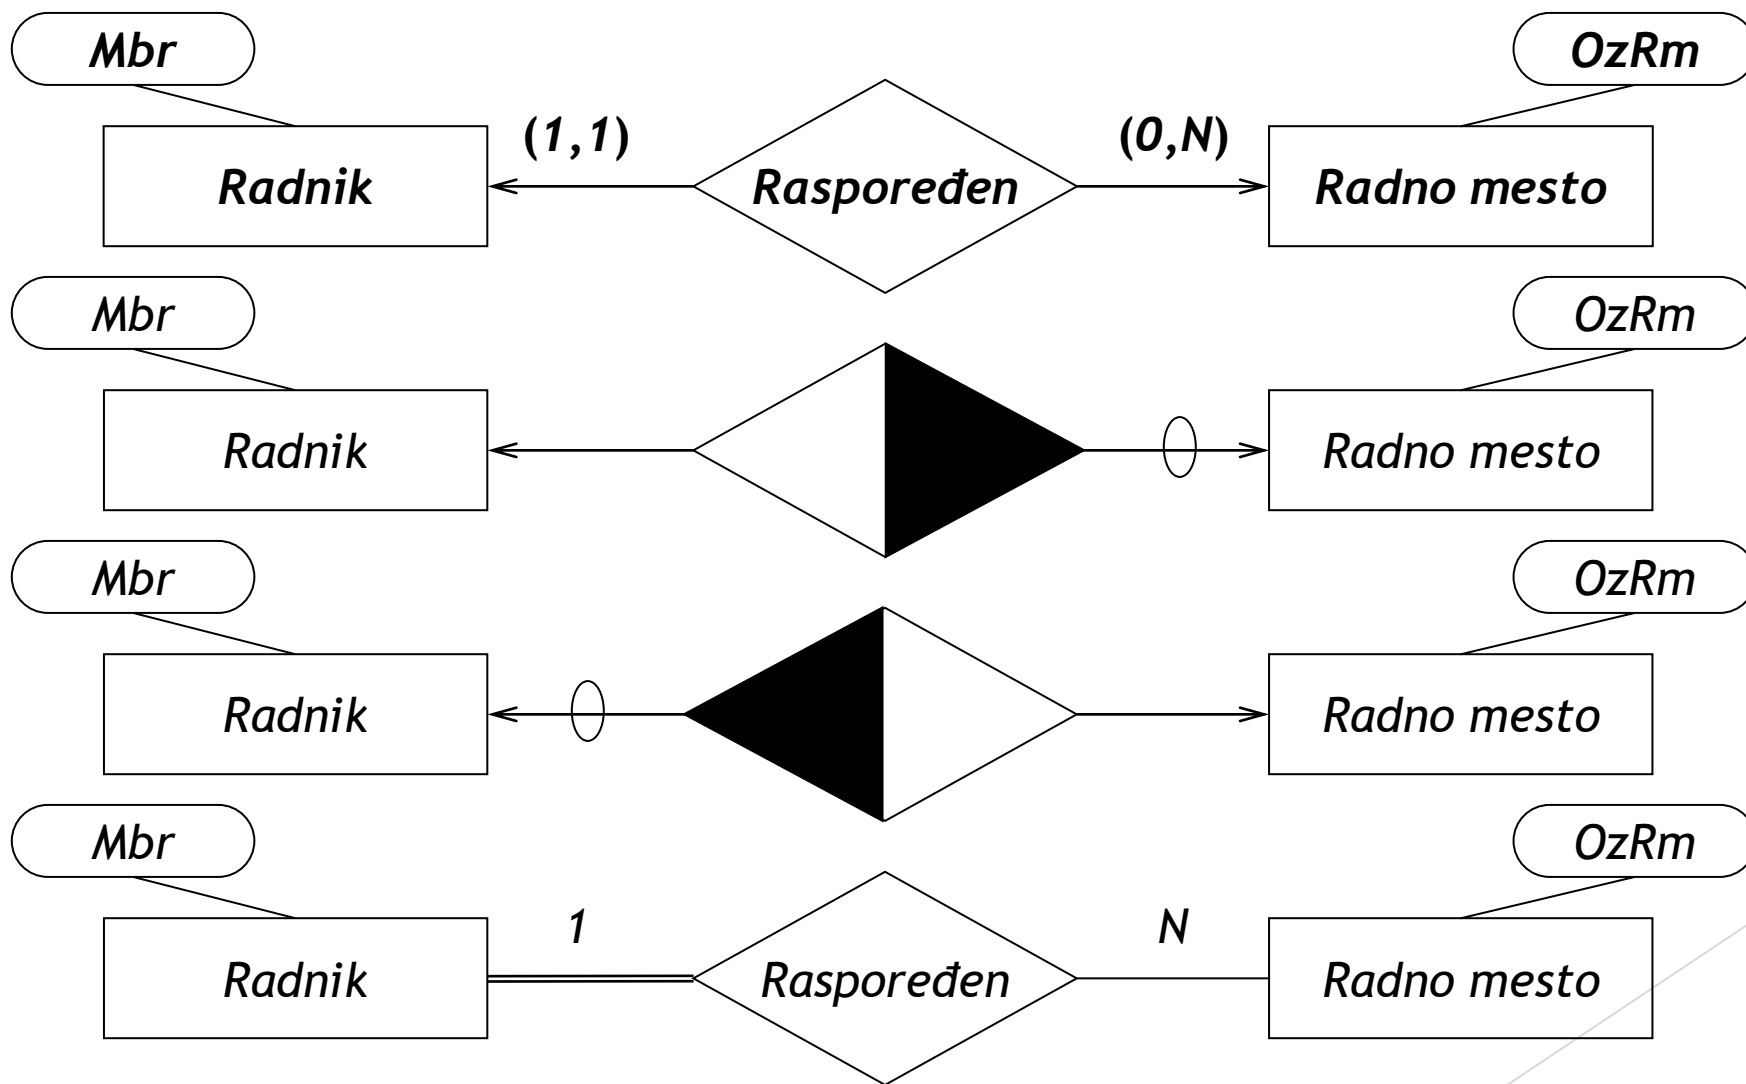 Mbr
OzRm
Radnik
(1,1)
Raspoređen
(0,N)
Radno mesto
Mbr
OzRm
Radnik
Radno mesto
Mbr
OzRm
Radnik
Radno mesto
Mbr
OzRm
Radnik
1
Raspoređen
N
Radno mesto